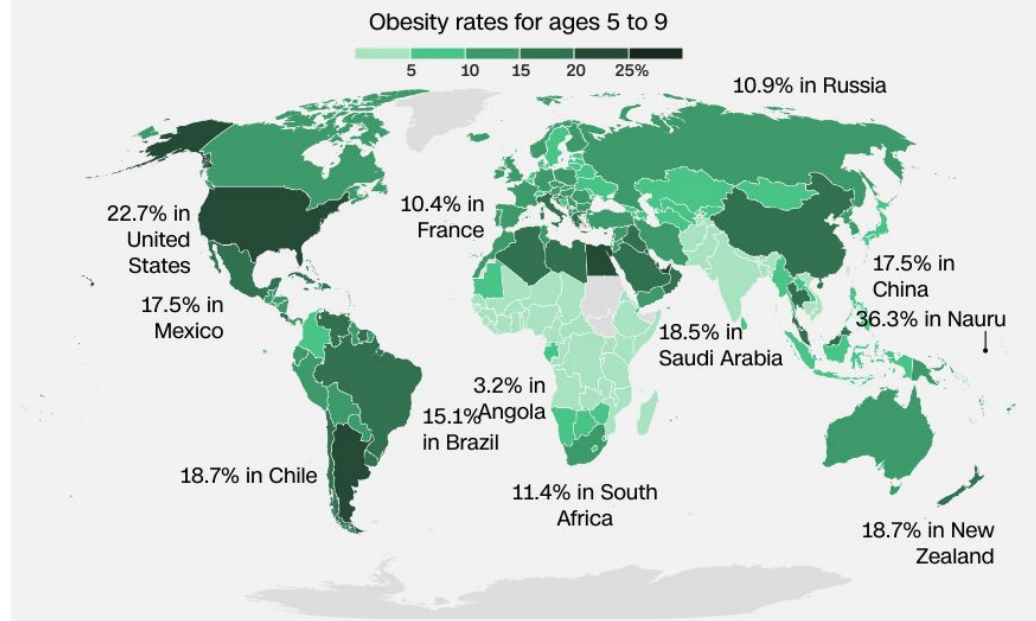 Obesity rates for ages 5 to 9
5 10 15 20 25%
10.9% in Russia
22.7% in
United
States
10.4% in
France
17.5% in
Mexico
17.5% in
China
36.3% in Nauru
18.5% in
Saudi Arabia
3.2% in
Angola
15.1%
in Brazil
18.7% in Chile
11.4% in South
Africa
18.7% in New
Zealand